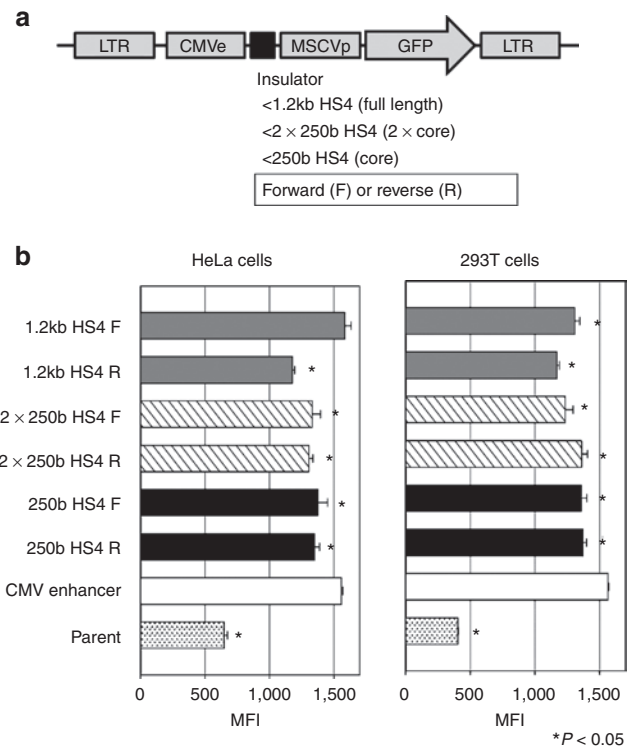 a
LTR CMVe MSCVp GFP LTR
Insulator
<1.2kb HS4 (full length)
<2 × 250b HS4 (2 × core)
<250b HS4 (core)
Forward (F) or reverse (R)
b
HeLa cells 293T cells
1.2kb HS4 F *
1.2kb HS4 R * *
2 × 250b HS4 F * *
2 × 250b HS4 R * *
250b HS4 F * *
250b HS4 R * *
CMV enhancer
Parent * *
0 500 1,000 1,500 0 500 1,000 1,500
MFI MFI
*P < 0.05